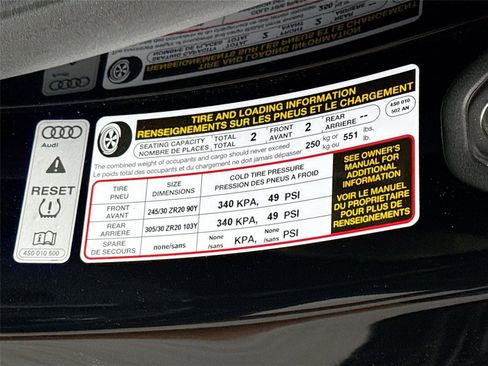 TIRE AND LOADING INFORMATION
RENSEIGNEMENTS SUR LES PNEUS ET LE CHARGEMENT
SEATING CAPACITY TOTAL 2 FRONT 2 REAR --
NOMBRE DE PLACES TOTAL AVANT ARRIÈRE
4S0 010
502 AN
The combined weight of occupants and cargo should never exceed 250 kg or 551 lbs.
Le poids total des occupants et du chargement ne doit jamais dépasser kg ou lb.
TIRE SIZE COLD TIRE PRESSURE
PNEU DIMENSIONS PRESSION DES PNEUS À FROID
FRONT
AVANT 245/30 ZR20 90Y 340 KPA, 49 PSI
REAR
ARRIÈRE 305/30 ZR20 103Y 340 KPA, 49 PSI
SPARE
DE SECOURS none/sans None /sans KPA, None /sans PSI
SEE OWNER'S
MANUAL FOR
ADDITIONAL
INFORMATION
VOIR LE MANUEL
DU PROPRIETAIRE
POUR PLUS DE
RENSEIGNEMENTS
Audi
RESET
4S0 010 500